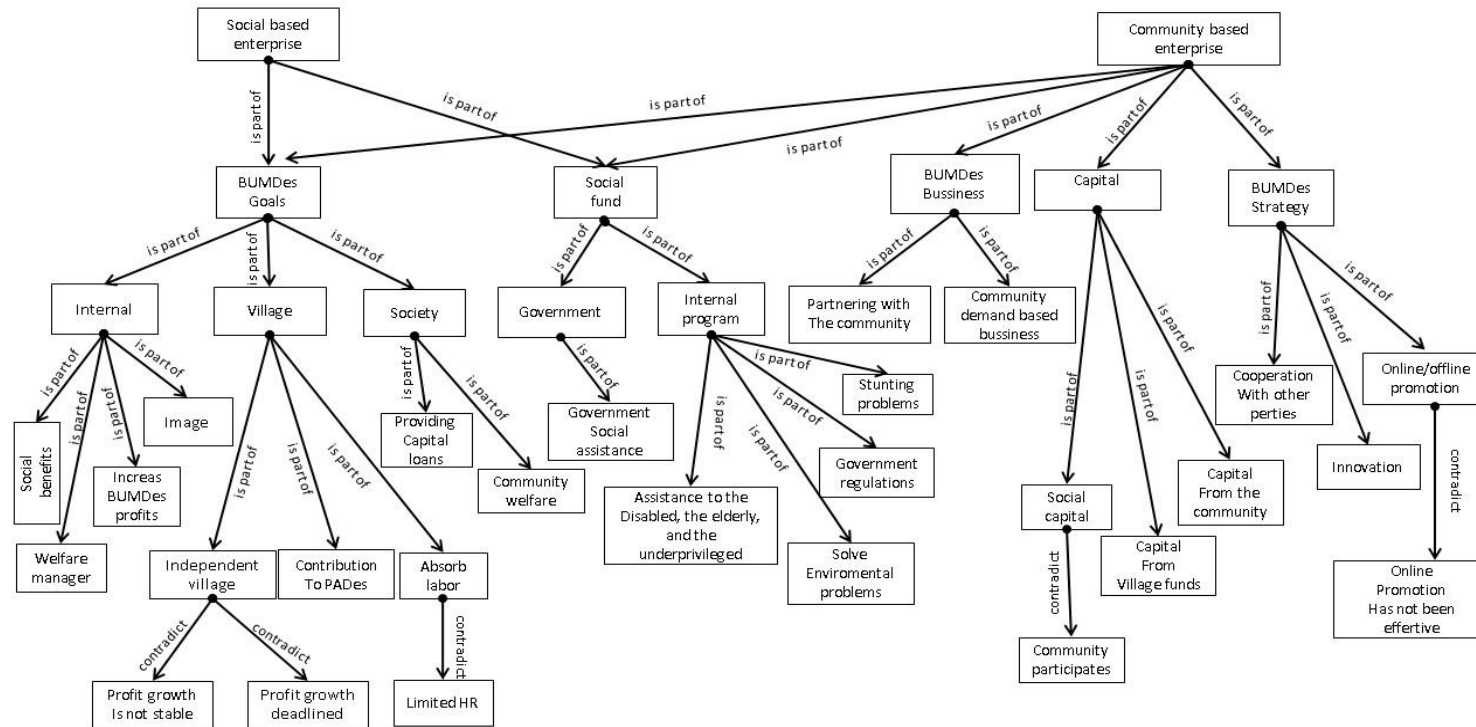 Social based
enterprise
Community based
enterprise
is part of
is part of
is part of
is part of
is part of
is part of
is part of
BUMDes
Goals
Social
fund
BUMDes
Bussiness
Capital
BUMDes
Strategy
is part of
is part of
is part of
is part of
is part of
is part of
is part of
Internal
Village
Society
Government
Internal
program
Partnering with
The community
Community
demand based
bussiness
is part of
is part of
is part of
is part of
is part of
is part of
Online/offline
promotion
Cooperation
With other
perties
Innovation
is part of
is part of
is part of
is part of
Image
Social
benefits
Increas
BUMDes
profits
Welfare
manager
is part of
is part of
is part of
is part of
is part of
Providing
Capital
loans
Community
welfare
is part of
Government
Social
assistance
is part of
is part of
is part of
is part of
Stunting
problems
Government
regulations
Assistance to the
Disabled, the elderly,
and the
underprivileged
Solve
Enviromental
problems
Social
capital
Capital
From
Village funds
Capital
From the
community
contradict
Independent
village
Contribution
To PADes
Absorb
labor
contradict
contradict
contradict
contradict
Profit growth
Is not stable
Profit growth
deadlined
Limited HR
Community
participates
Online
Promotion
Has not been
effertive